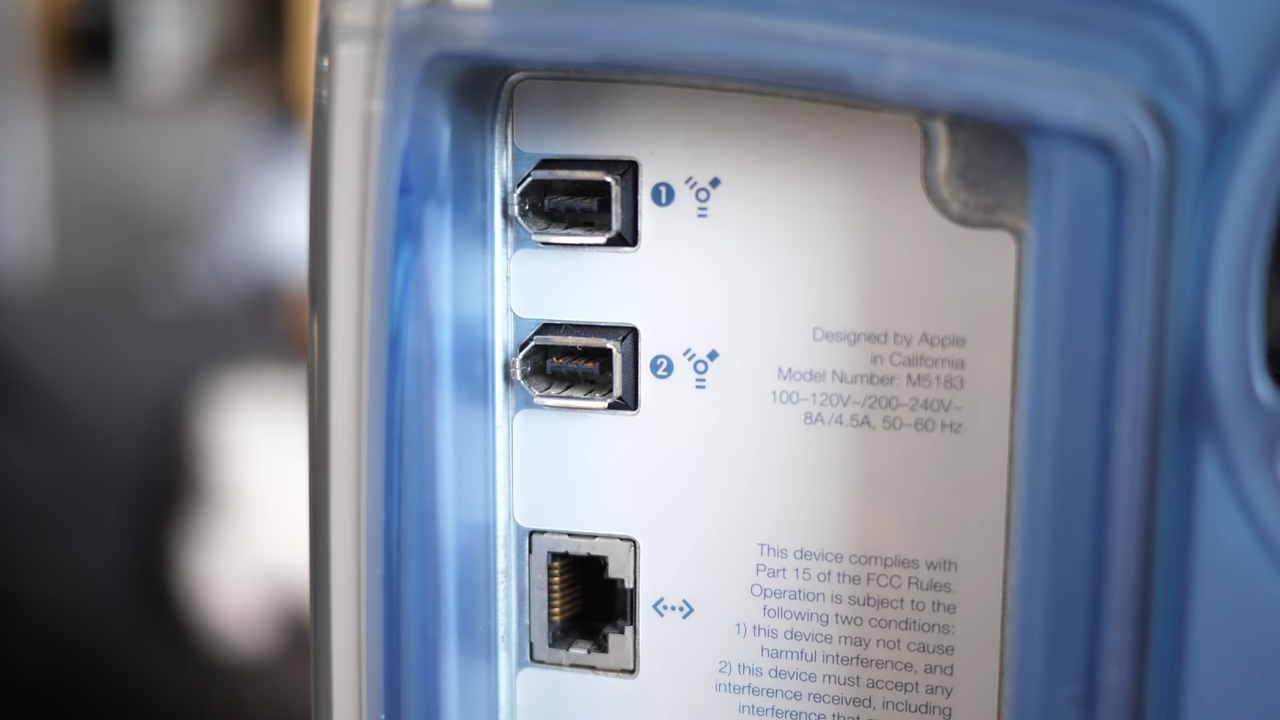 1
2
Designed by Apple
in California
Model Number: M5183
100–120V~/200–240V~
8A/4.5A, 50–60 Hz
This device complies with
Part 15 of the FCC Rules.
Operation is subject to the
following two conditions:
1) this device may not cause
harmful interference, and
2) this device must accept any
interference received, including
interference that